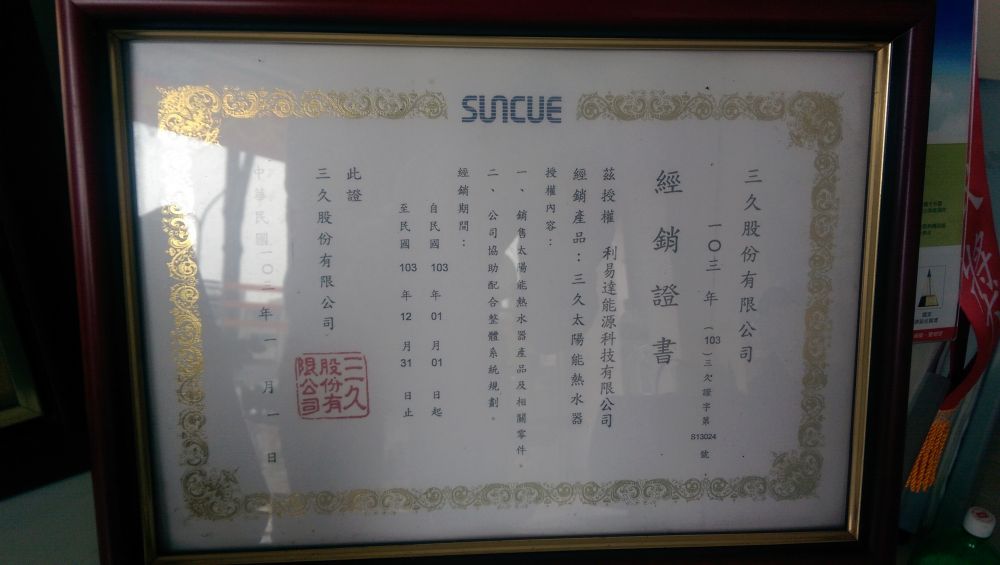 SUNCUE
三久股份有限公司
一〇三 年 (103)三久證字第 S13024 號
經銷證書
茲授權 利易達能源科技有限公司
經銷產品：三久太陽能熱水器
授權內容：
一、銷售太陽能熱水器產品及相關零件。
二、公司協助配合整體系統規劃。
經銷期間：
自民國 103 年 01 月 01 日起
至民國 103 年 12 月 31 日止
此證
三久股份有限公司
三久股份有限公司
中華民國一〇三年 一 月 一 日